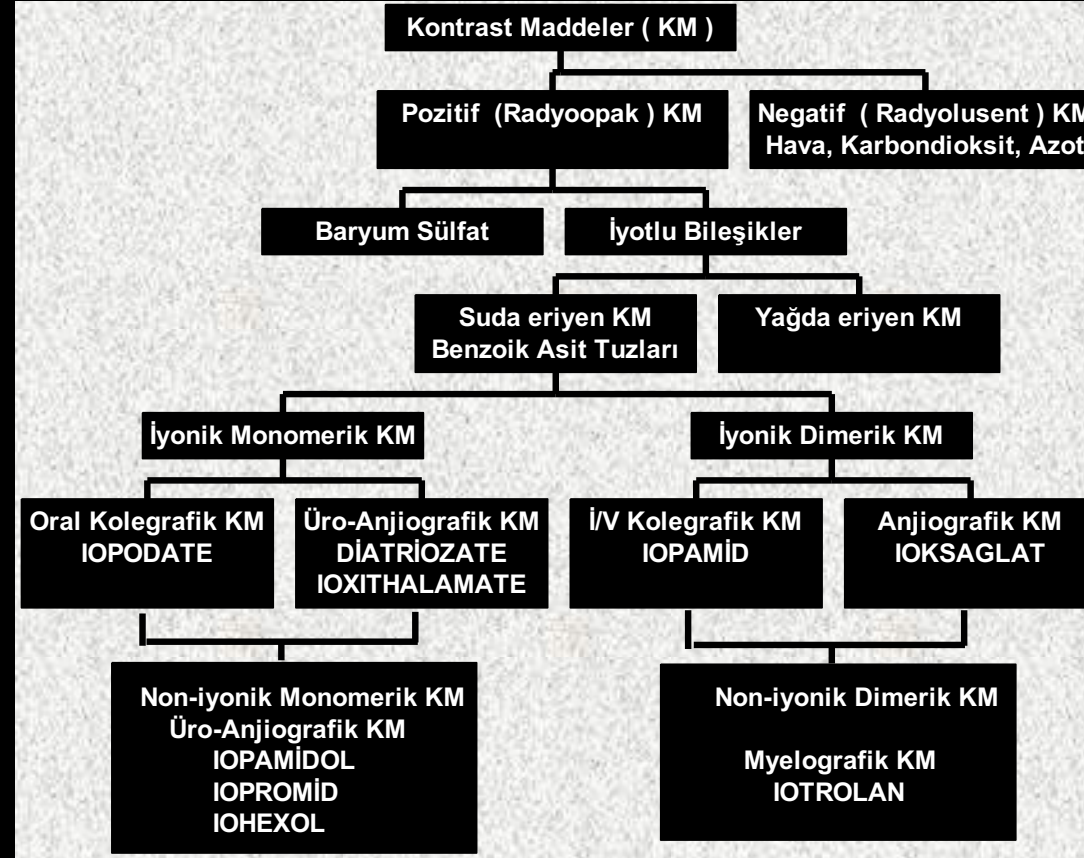 Kontrast Maddeler ( KM )
Pozitif (Radyoopak ) KM
Negatif ( Radyolusent ) KM
Hava, Karbondioksit, Azot
Baryum Sülfat
İyotlu Bileşikler
Suda eriyen KM
Benzoik Asit Tuzları
Yağda eriyen KM
İyonik Monomerik KM
İyonik Dimerik KM
Oral Kolegrafik KM
IOPODATE
Üro-Anjiografik KM
DİATRİOZATE
IOXITHALAMATE
İ/V Kolegrafik KM
IOPAMİD
Anjiografik KM
IOKSAGLAT
Non-iyonik Monomerik KM
Üro-Anjiografik KM
IOPAMİDOL
IOPROMİD
IOHEXOL
Non-iyonik Dimerik KM
Myelografik KM
IOTROLAN